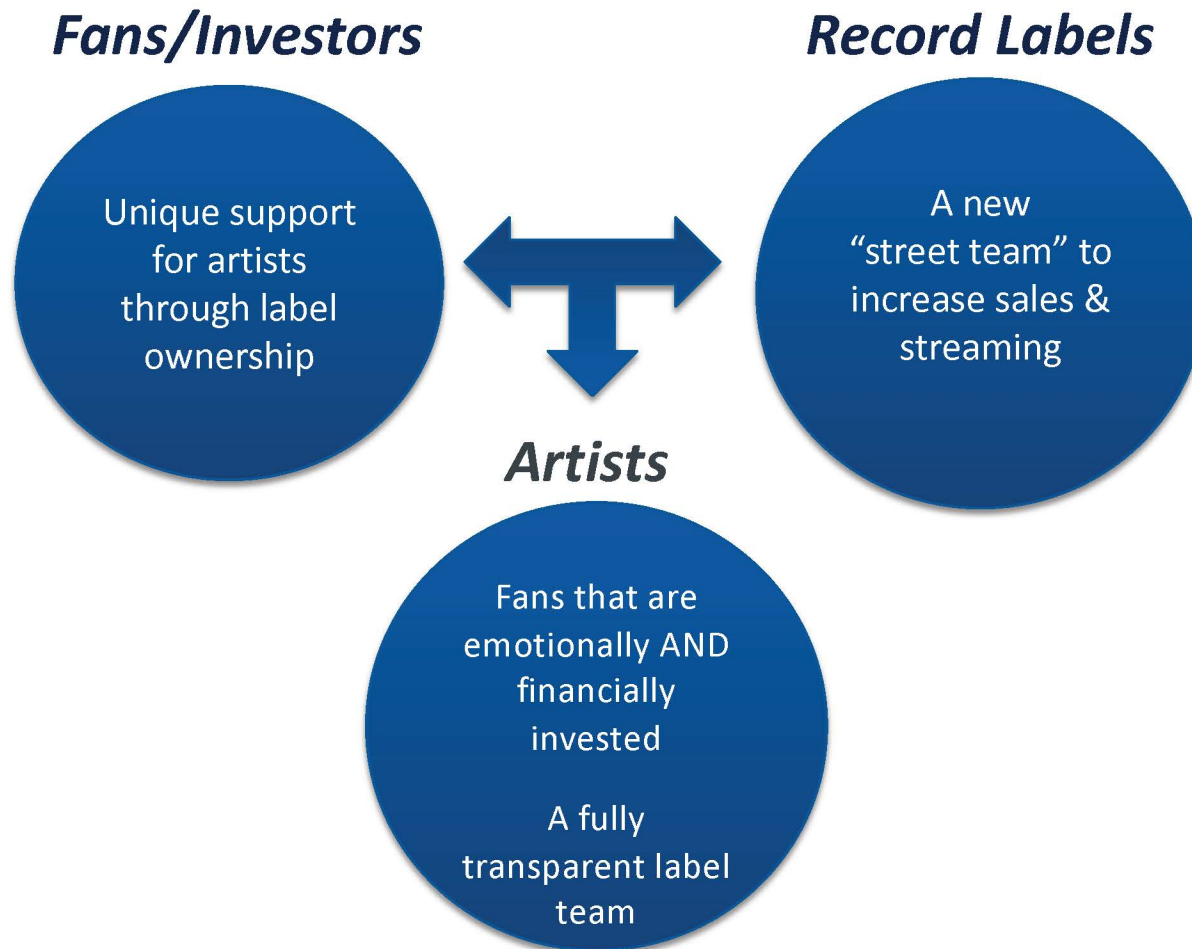 Fans/Investors
Unique support
for artists
through label
ownership
Record Labels
A new
“street team” to
increase sales &
streaming
Artists
Fans that are
emotionally AND
financially
invested
A fully
transparent label
team